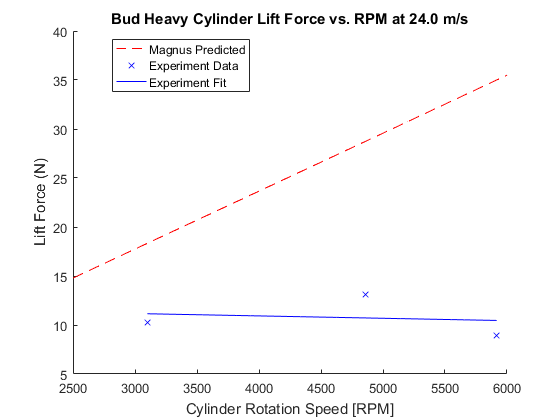 Bud Heavy Cylinder Lift Force vs. RPM at 24.0 m/s
Magnus Predicted
Experiment Data
Experiment Fit
Lift Force (N)
40
35
30
25
20
15
10
5
2500 3000 3500 4000 4500 5000 5500 6000
Cylinder Rotation Speed [RPM]